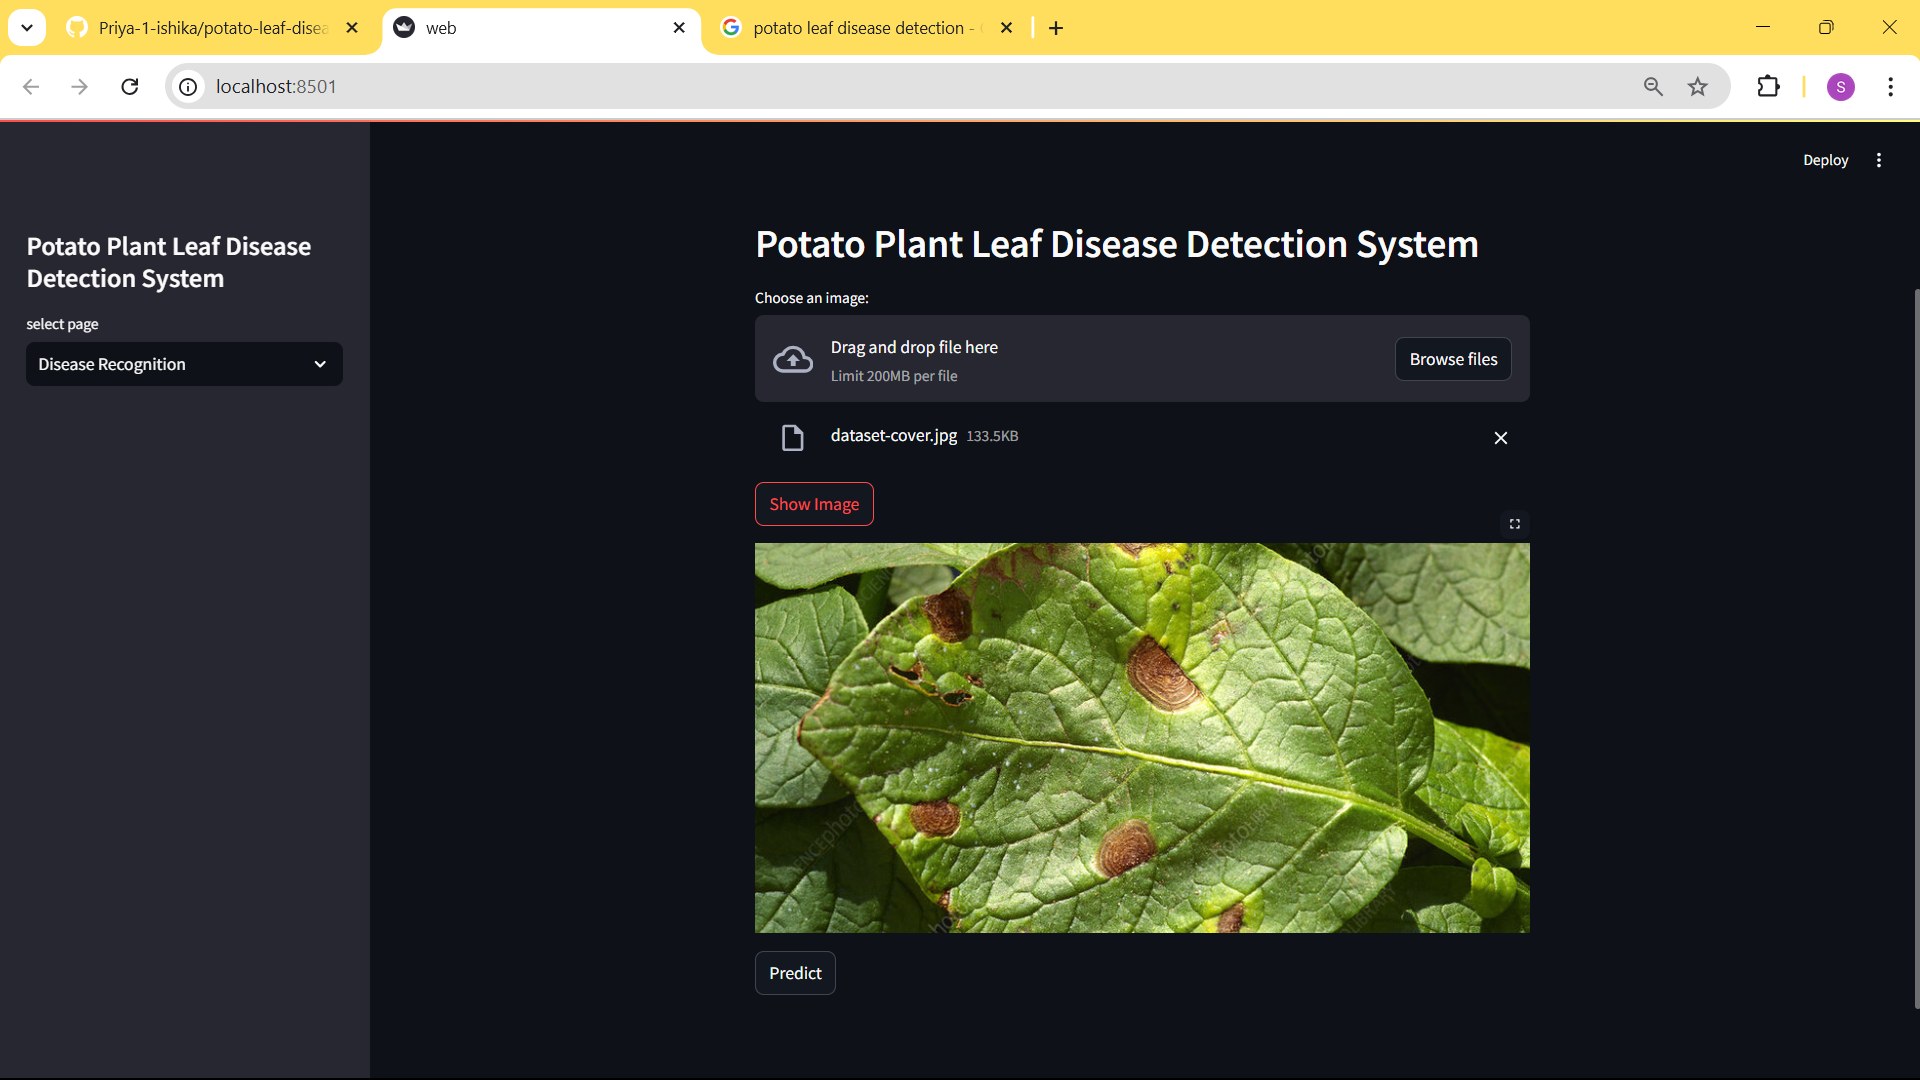 Priya-1-ishika/potato-leaf-disea
web
potato leaf disease detection -
localhost:8501
S
Deploy
Potato Plant Leaf Disease
Detection System
select page
Disease Recognition
Potato Plant Leaf Disease Detection System
Choose an image:
Drag and drop file here
Limit 200MB per file
Browse files
dataset-cover.jpg 133.5KB
Show Image
Predict